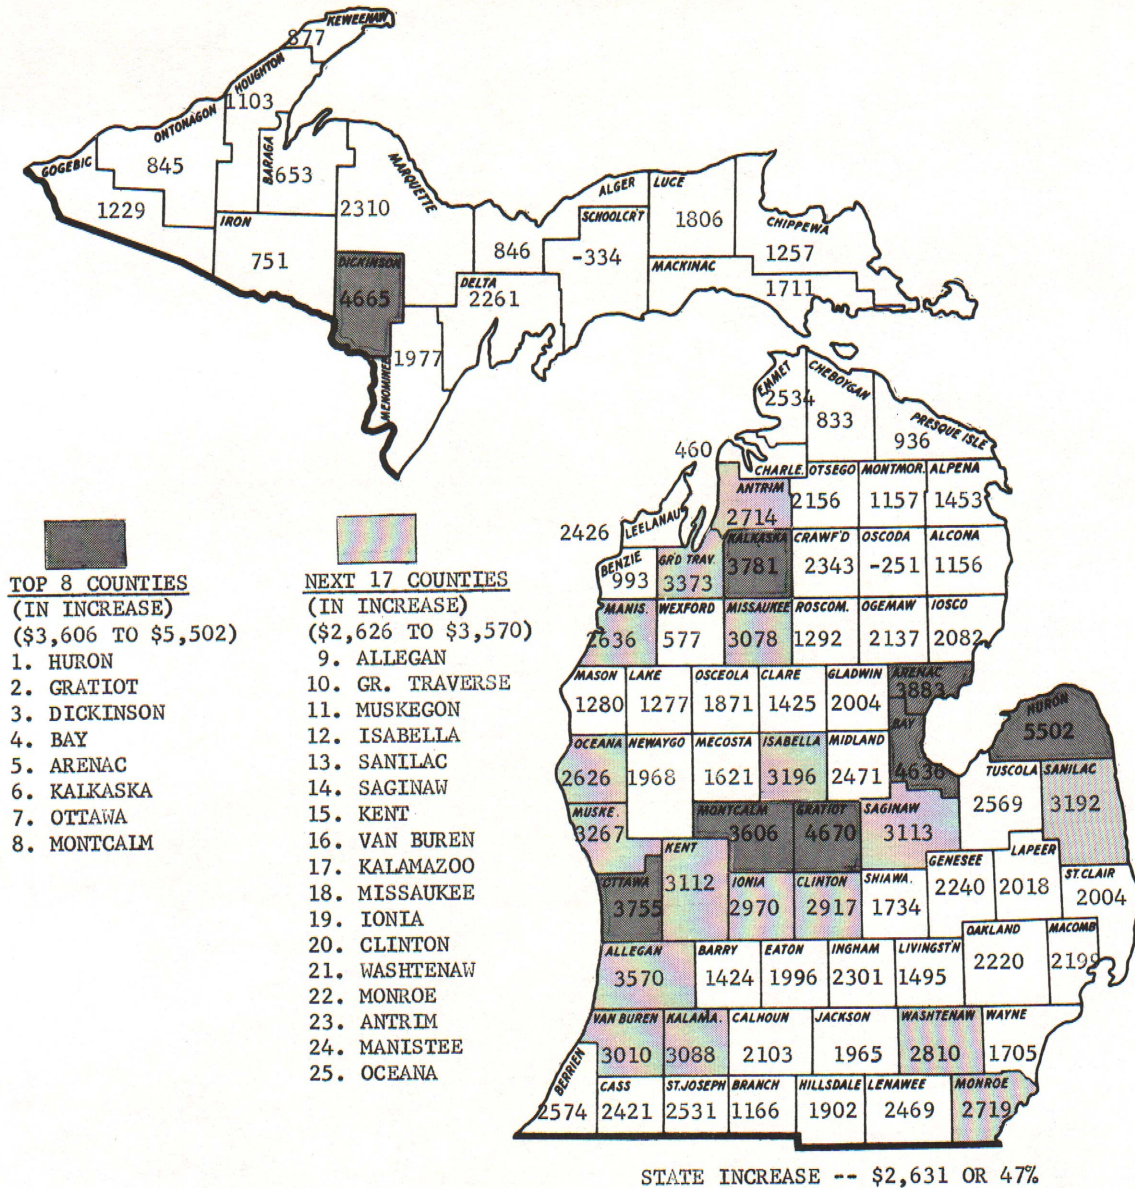 KEWEENAW
877
HOUGHTON
1103
ONTONAGON
845
GOGEBIC
1229
BARAGA
653
MARQUETTE
2310
IRON
751
DICKINSON
4665
MENOMINEE
1977
DELTA
2261
ALGER
846
SCHOOLCR'T
-334
LUCE
1806
CHIPPEWA
1257
MACKINAC
1711
EMMET
2534
CHEBOYGAN
833
PRESQUE ISLE
936
460
CHARLE. OTSEGO MONTMOR. ALPENA
2156 1157 1453
ANTRIM
2714
2426
LEELANAU
KALKASKA CRAWF'D OSCODA ALCONA
3781 2343 -251 1156
BENZIE GR'D TRAV.
993 3373
MANIS. WEXFORD MISSAUKEE ROSCOM. OGEMAW IOSCO
2636 577 3078 1292 2137 2082
MASON LAKE OSCEOLA CLARE GLADWIN ARENAC
1280 1277 1871 1425 2004 3883
HURON
5502
BAY
4636
OCEANA NEWAYGO MECOSTA ISABELLA MIDLAND
2626 1968 1621 3196 2471
TUSCOLA SANILAC
2569 3192
MUSKE. MONTCALM GRATIOT SAGINAW
3267 3606 4670 3113
KENT
3112
GENESEE LAPEER
2240 2018
ST. CLAIR
2004
OTTAWA IONIA CLINTON SHIAWA.
3755 2970 2917 1734
OAKLAND MACOMB
2220 2199
ALLEGAN BARRY EATON INGHAM LIVINGST'N
3570 1424 1996 2301 1495
VAN BUREN KALAMA. CALHOUN JACKSON WASHTENAW WAYNE
3010 3088 2103 1965 2810 1705
BERRIEN CASS ST. JOSEPH BRANCH HILLSDALE LENAWEE MONROE
2574 2421 2531 1166 1902 2469 2719
TOP 8 COUNTIES
(IN INCREASE)
($3,606 TO $5,502)
1. HURON
2. GRATIOT
3. DICKINSON
4. BAY
5. ARENAC
6. KALKASKA
7. OTTAWA
8. MONTCALM
NEXT 17 COUNTIES
(IN INCREASE)
($2,626 TO $3,570)
9. ALLEGAN
10. GR. TRAVERSE
11. MUSKEGON
12. ISABELLA
13. SANILAC
14. SAGINAW
15. KENT
16. VAN BUREN
17. KALAMAZOO
18. MISSAUKEE
19. IONIA
20. CLINTON
21. WASHTENAW
22. MONROE
23. ANTRIM
24. MANISTEE
25. OCEANA
STATE INCREASE -- $2,631 OR 47%